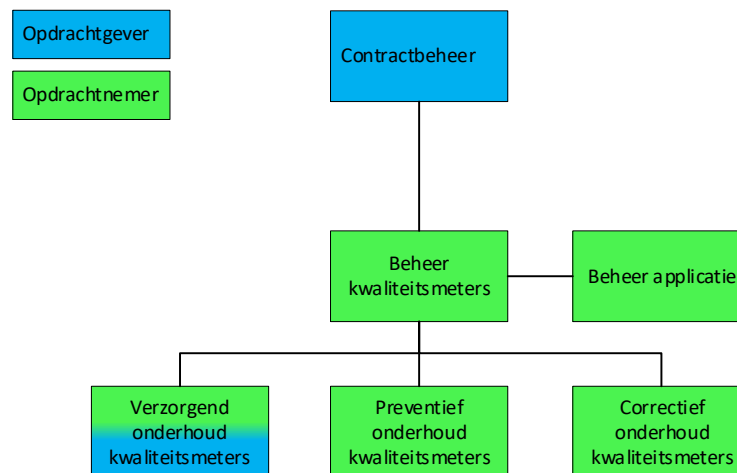 Opdrachtgever
Opdrachtnemer
Contractbeheer
Beheer
kwaliteitsmeters
Beheer applicatie
Verzorgend
onderhoud
kwaliteitsmeters
Preventief
onderhoud
kwaliteitsmeters
Correctief
onderhoud
kwaliteitsmeters